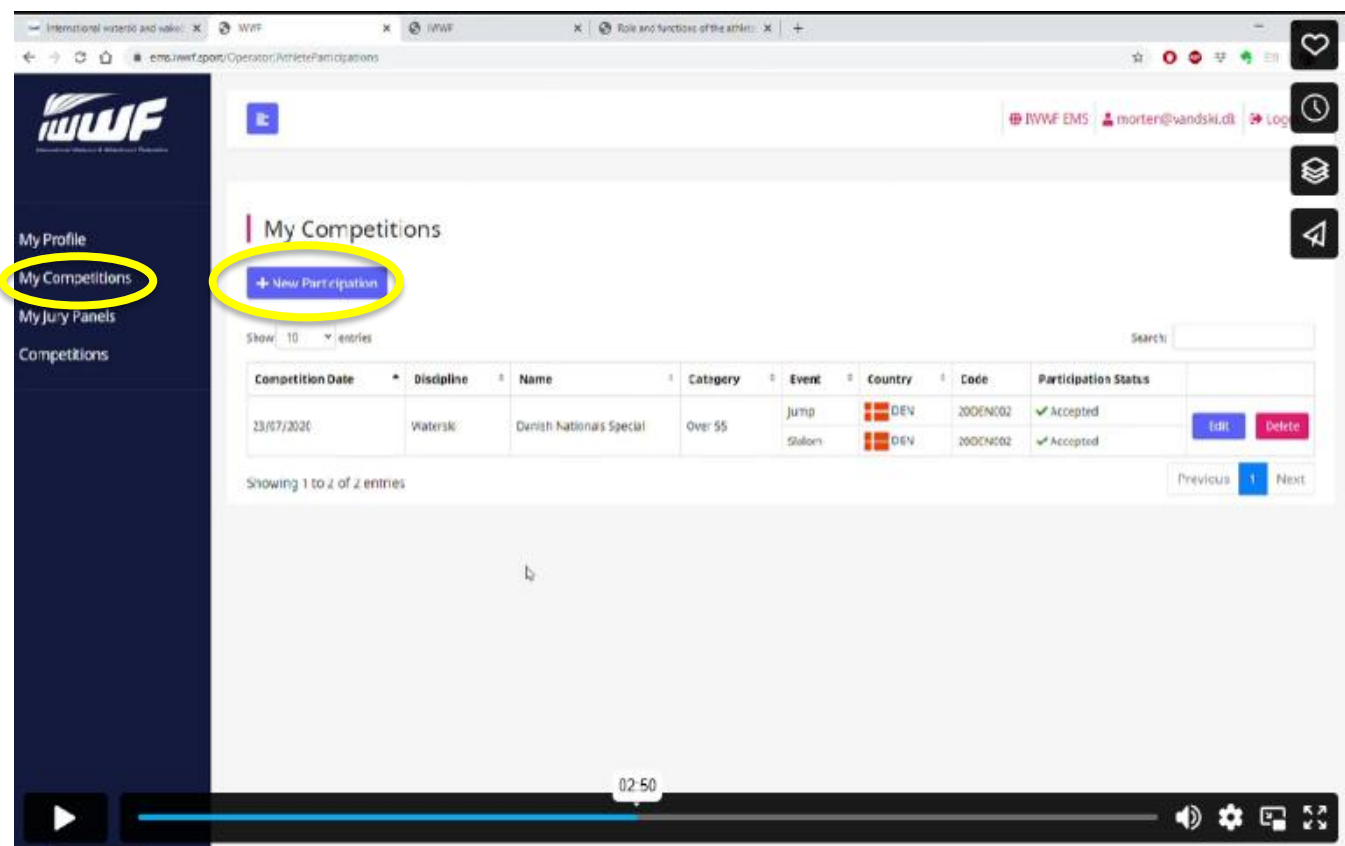 International waterski and wake
IWWF
IWWF
Role and functions of the athlet
ems.iwwf.sport/Operator/AthleteParticipations
IWWF
International Waterski & Wakeboard Federation
IWWF EMS
morten@vandski.dk
My Profile
My Competitions
My Jury Panels
Competitions
My Competitions
+ New Participation
Show 10 entries
Search:
Competition Date Discipline Name Category Event Country Code Participation Status
23/07/2020 Waterski Danish Nationals Special Over 55 Jump DEN 20DEN002 Accepted Edit Delete
Slalom DEN 20DEN002 Accepted
Showing 1 to 2 of 2 entries
Previous 1 Next
02:50